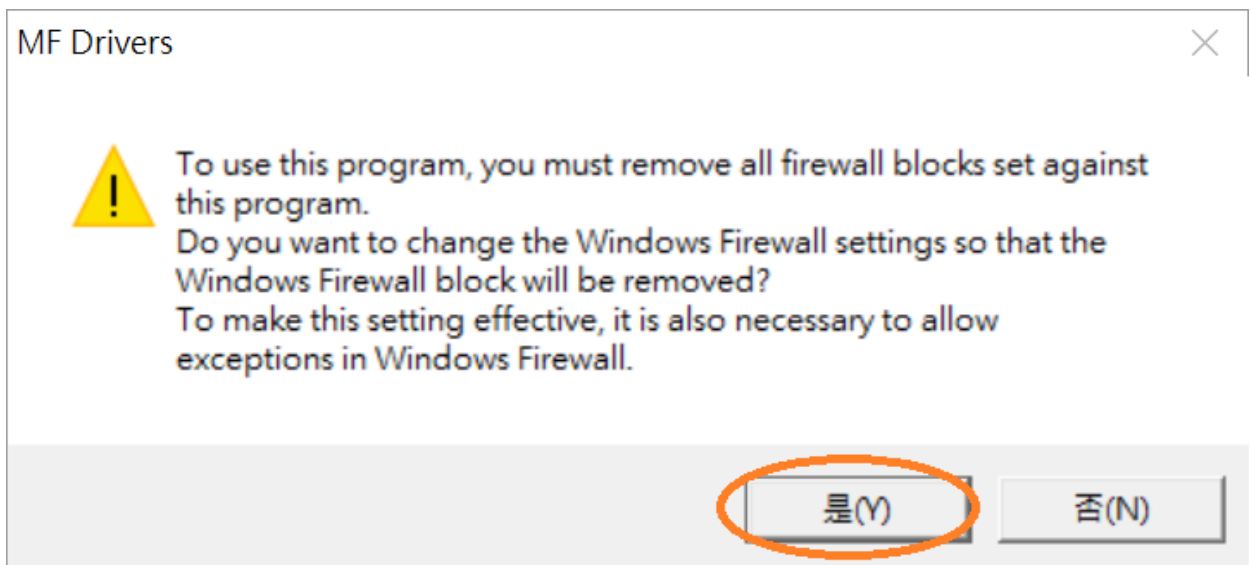 MF Drivers
To use this program, you must remove all firewall blocks set against
this program.
Do you want to change the Windows Firewall settings so that the
Windows Firewall block will be removed?
To make this setting effective, it is also necessary to allow
exceptions in Windows Firewall.
是(Y)
否(N)